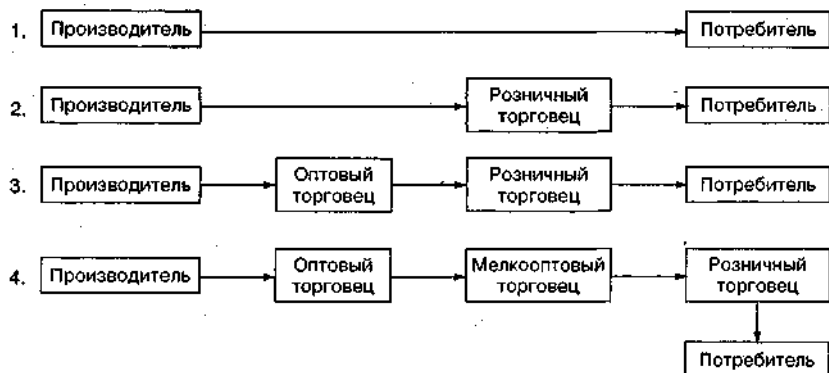 1. Производитель Потребитель
2. Производитель Розничный торговец Потребитель
3. Производитель Оптовый торговец Розничный торговец Потребитель
4. Производитель Оптовый торговец Мелкооптовый торговец Розничный торговец
Потребитель